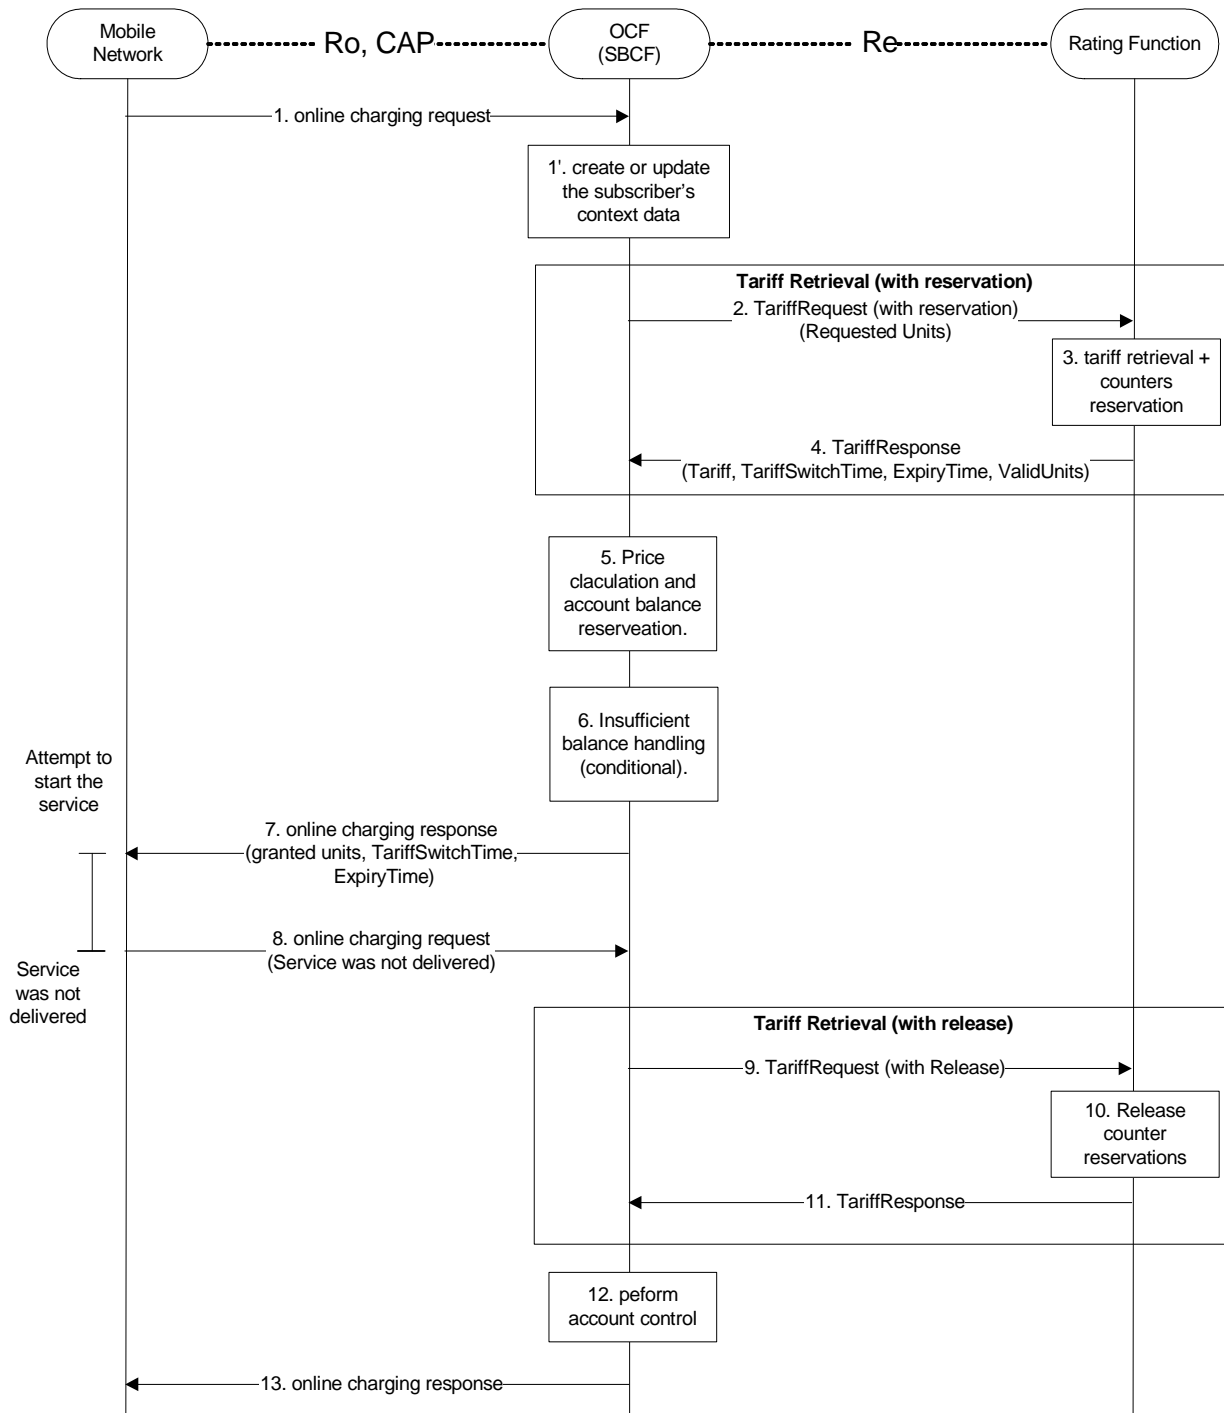 Mobile
Network
Ro, CAP
OCF
(SBCF)
Re
Rating Function
1. online charging request
1'. create or update
the subscriber's
context data
Tariff Retrieval (with reservation)
2. TariffRequest (with reservation)
(Requested Units)
3. tariff retrieval +
counters
reservation
4. TariffResponse
(Tariff, TariffSwitchTime, ExpiryTime, ValidUnits)
5. Price
claculation and
account balance
reserveation.
6. Insufficient
balance handling
(conditional).
Attempt to
start the
service
7. online charging response
(granted units, TariffSwitchTime,
ExpiryTime)
8. online charging request
(Service was not delivered)
Service
was not
delivered
Tariff Retrieval (with release)
9. TariffRequest (with Release)
10. Release
counter
reservations
11. TariffResponse
12. peform
account control
13. online charging response